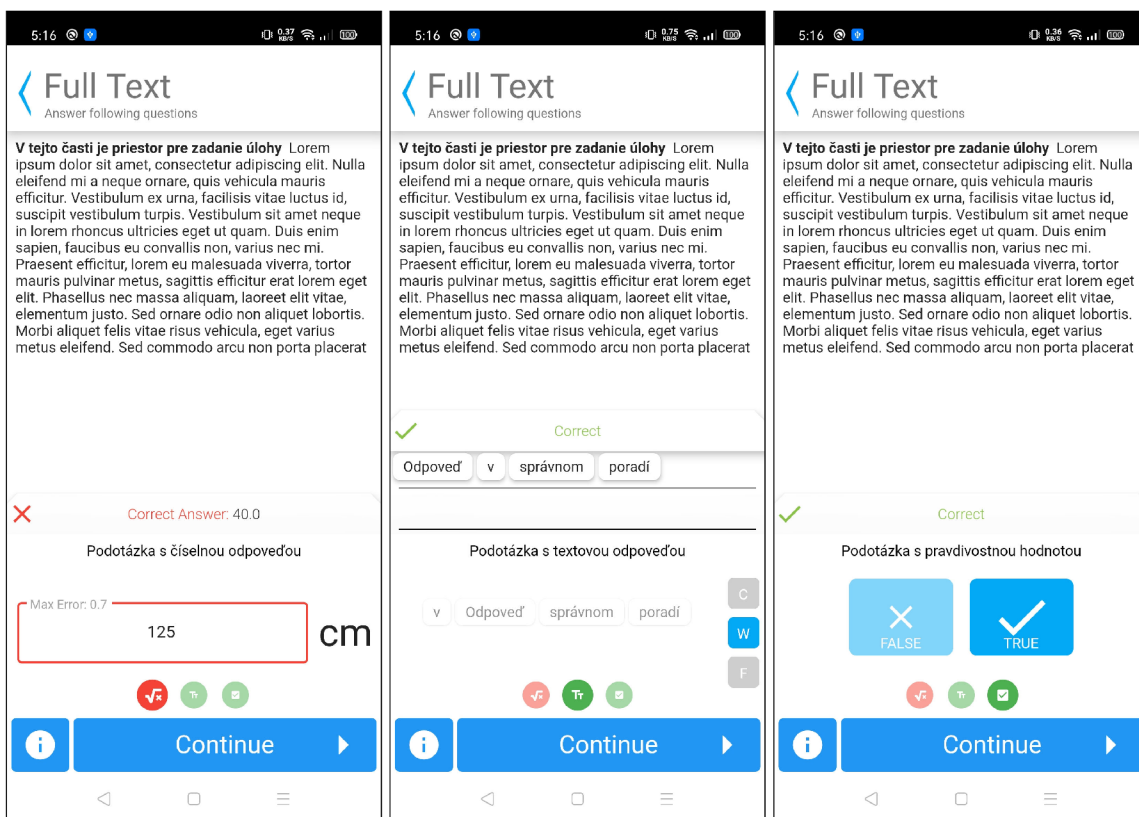 5:16
0.37
KB/S
100
Full Text
Answer following questions
V tejto časti je priestor pre zadanie úlohy Lorem
ipsum dolor sit amet, consectetur adipiscing elit. Nulla
eleifend mi a neque ornare, quis vehicula mauris
efficitur. Vestibulum ex urna, facilisis vitae luctus id,
suscipit vestibulum turpis. Vestibulum sit amet neque
in lorem rhoncus ultricies eget ut quam. Duis enim
sapien, faucibus eu convallis non, varius nec mi.
Praesent efficitur, lorem eu malesuada viverra, tortor
mauris pulvinar metus, sagittis efficitur erat lorem eget
elit. Phasellus nec massa aliquam, laoreet elit vitae,
elementum justo. Sed ornare odio non aliquet lobortis.
Morbi aliquet felis vitae risus vehicula, eget varius
metus eleifend. Sed commodo arcu non porta placerat
Correct Answer: 40.0
Podotázka s číselnou odpoveďou
Max Error: 0.7
125
cm
√x
Tт
Continue
5:16
0.75
KB/S
100
Full Text
Answer following questions
V tejto časti je priestor pre zadanie úlohy Lorem
ipsum dolor sit amet, consectetur adipiscing elit. Nulla
eleifend mi a neque ornare, quis vehicula mauris
efficitur. Vestibulum ex urna, facilisis vitae luctus id,
suscipit vestibulum turpis. Vestibulum sit amet neque
in lorem rhoncus ultricies eget ut quam. Duis enim
sapien, faucibus eu convallis non, varius nec mi.
Praesent efficitur, lorem eu malesuada viverra, tortor
mauris pulvinar metus, sagittis efficitur erat lorem eget
elit. Phasellus nec massa aliquam, laoreet elit vitae,
elementum justo. Sed ornare odio non aliquet lobortis.
Morbi aliquet felis vitae risus vehicula, eget varius
metus eleifend. Sed commodo arcu non porta placerat
Correct
Odpoveď v správnom poradí
Podotázka s textovou odpoveďou
C
v Odpoveď správnom poradí
W
F
√x
Tт
Continue
5:16
0.36
KB/S
100
Full Text
Answer following questions
V tejto časti je priestor pre zadanie úlohy Lorem
ipsum dolor sit amet, consectetur adipiscing elit. Nulla
eleifend mi a neque ornare, quis vehicula mauris
efficitur. Vestibulum ex urna, facilisis vitae luctus id,
suscipit vestibulum turpis. Vestibulum sit amet neque
in lorem rhoncus ultricies eget ut quam. Duis enim
sapien, faucibus eu convallis non, varius nec mi.
Praesent efficitur, lorem eu malesuada viverra, tortor
mauris pulvinar metus, sagittis efficitur erat lorem eget
elit. Phasellus nec massa aliquam, laoreet elit vitae,
elementum justo. Sed ornare odio non aliquet lobortis.
Morbi aliquet felis vitae risus vehicula, eget varius
metus eleifend. Sed commodo arcu non porta placerat
Correct
Podotázka s pravdivostnou hodnotou
FALSE TRUE
√x
Tт
Continue